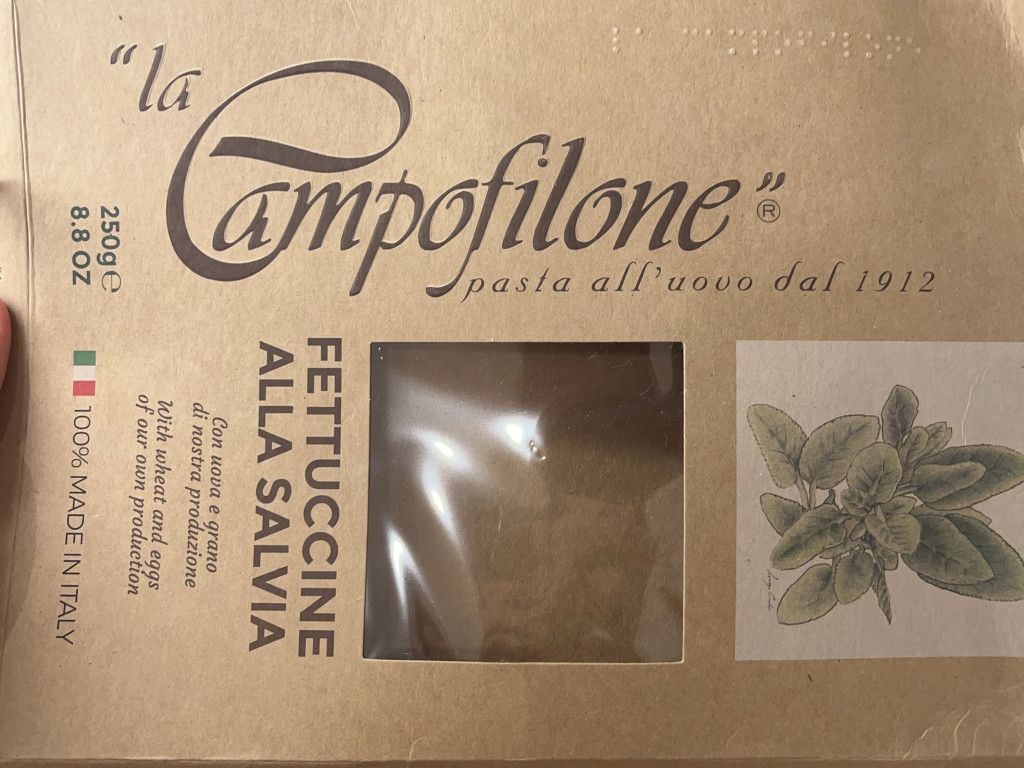 "la
Campofilone"®
pasta all'uovo dal 1912
FETTUCCINE
ALLA SALVIA
Con uova e grano
di nostra produzione
With wheat and eggs
of our own production
250g℮
8.8 OZ
100% MADE IN ITALY